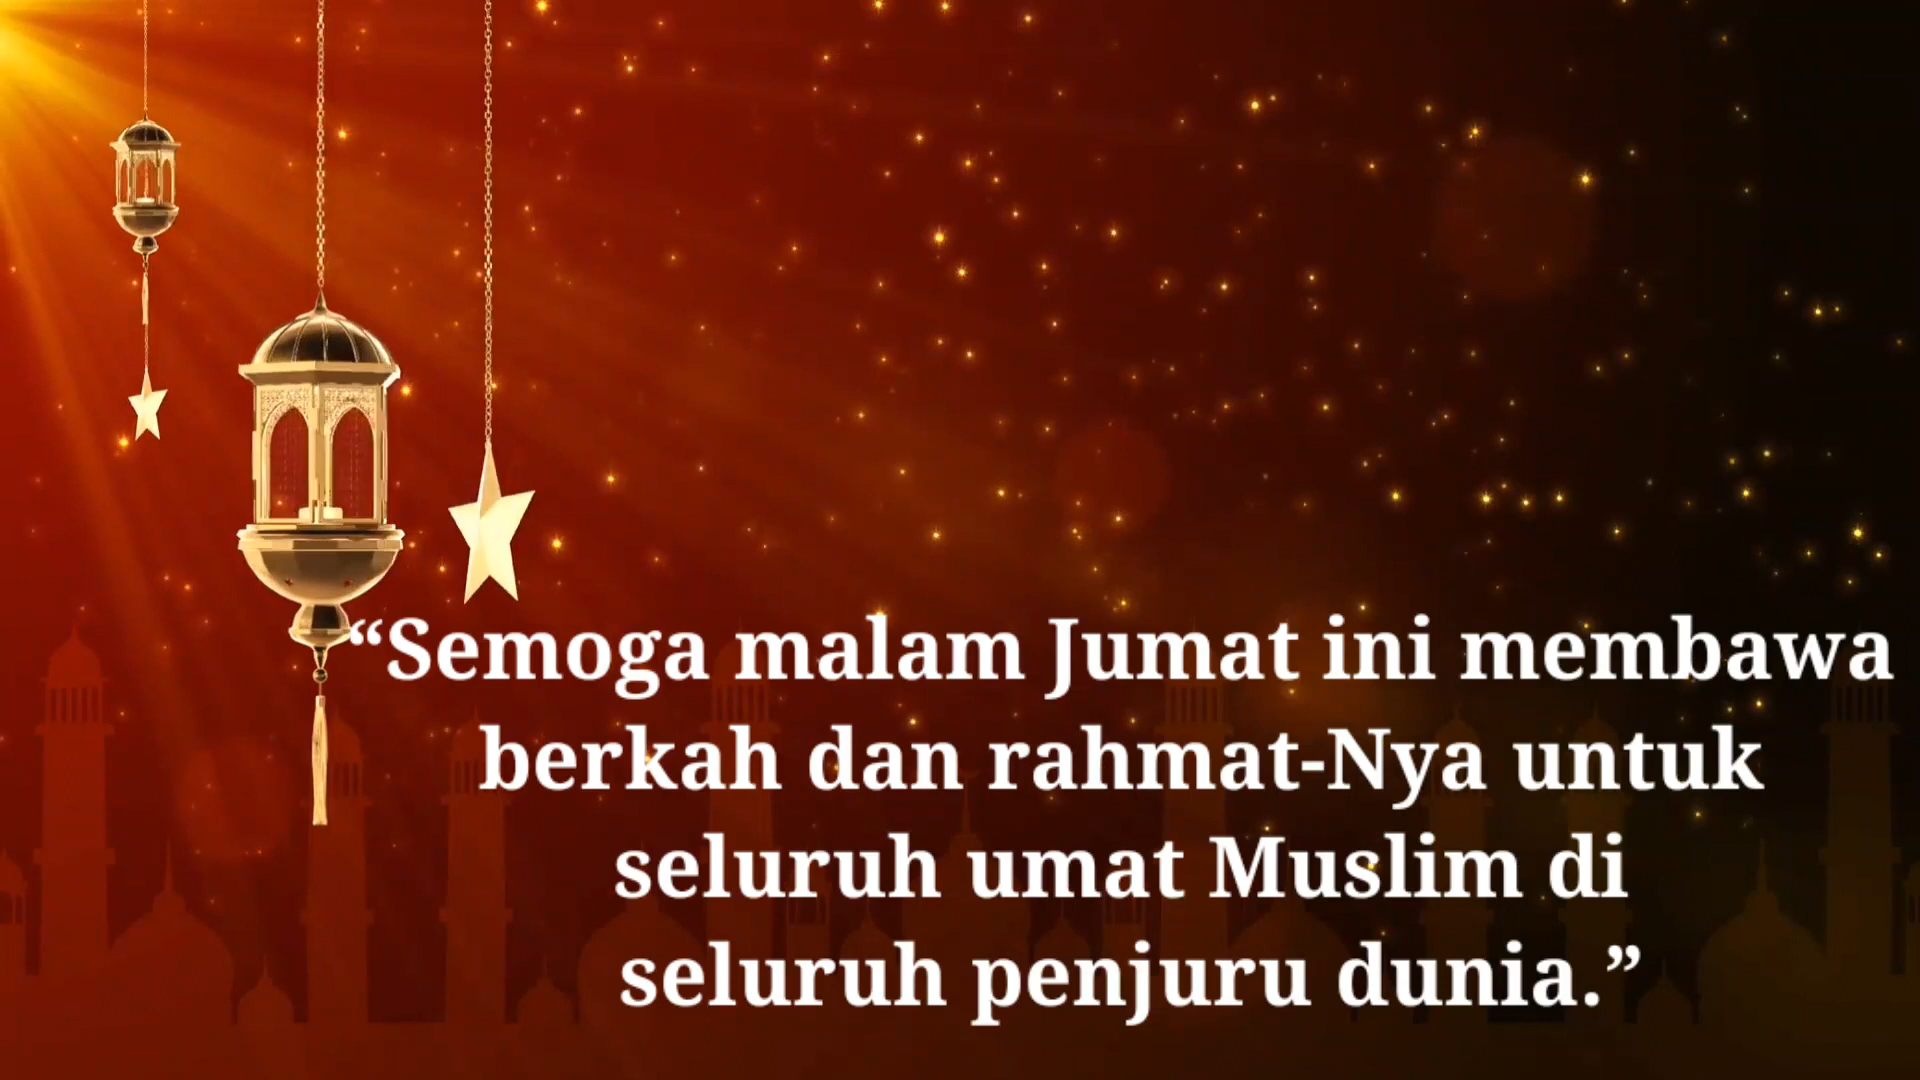 “Semoga malam Jumat ini membawa
berkah dan rahmat-Nya untuk
seluruh umat Muslim di
seluruh penjuru dunia.”